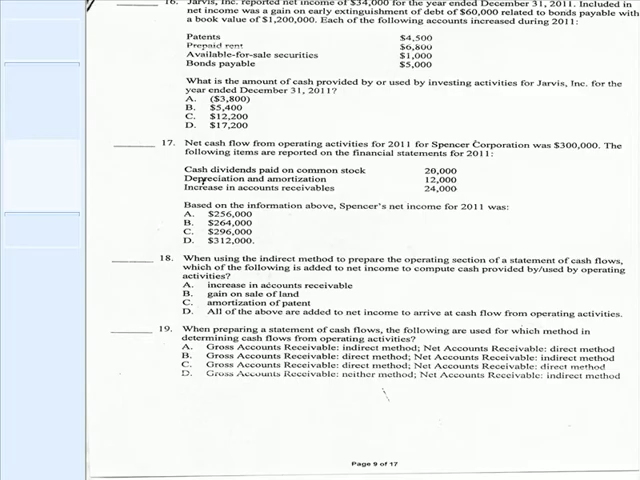 16. Jarvis, Inc. reported net income of $34,000 for the year ended December 31, 2011. Included in
net income was a gain on early extinguishment of debt of $60,000 related to bonds payable with
a book value of $1,200,000. Each of the following accounts increased during 2011:
Patents $4,500
Prepaid rent $6,800
Available-for-sale securities $1,000
Bonds payable $5,000
What is the amount of cash provided by or used by investing activities for Jarvis, Inc. for the
year ended December 31, 2011?
A. ($3,800)
B. $5,400
C. $12,200
D. $17,200
17. Net cash flow from operating activities for 2011 for Spencer Corporation was $300,000. The
following items are reported on the financial statements for 2011:
Cash dividends paid on common stock 20,000
Depreciation and amortization 12,000
Increase in accounts receivables 24,000
Based on the information above, Spencer's net income for 2011 was:
A. $256,000
B. $264,000
C. $296,000
D. $312,000.
18. When using the indirect method to prepare the operating section of a statement of cash flows,
which of the following is added to net income to compute cash provided by/used by operating
activities?
A. increase in accounts receivable
B. gain on sale of land
C. amortization of patent
D. All of the above are added to net income to arrive at cash flow from operating activities.
19. When preparing a statement of cash flows, the following are used for which method in
determining cash flows from operating activities?
A. Gross Accounts Receivable: indirect method; Net Accounts Receivable: direct method
B. Gross Accounts Receivable: direct method; Net Accounts Receivable: indirect method
C. Gross Accounts Receivable: direct method; Net Accounts Receivable: direct method
D. Gross Accounts Receivable: neither method; Net Accounts Receivable: indirect method
Page 9 of 17